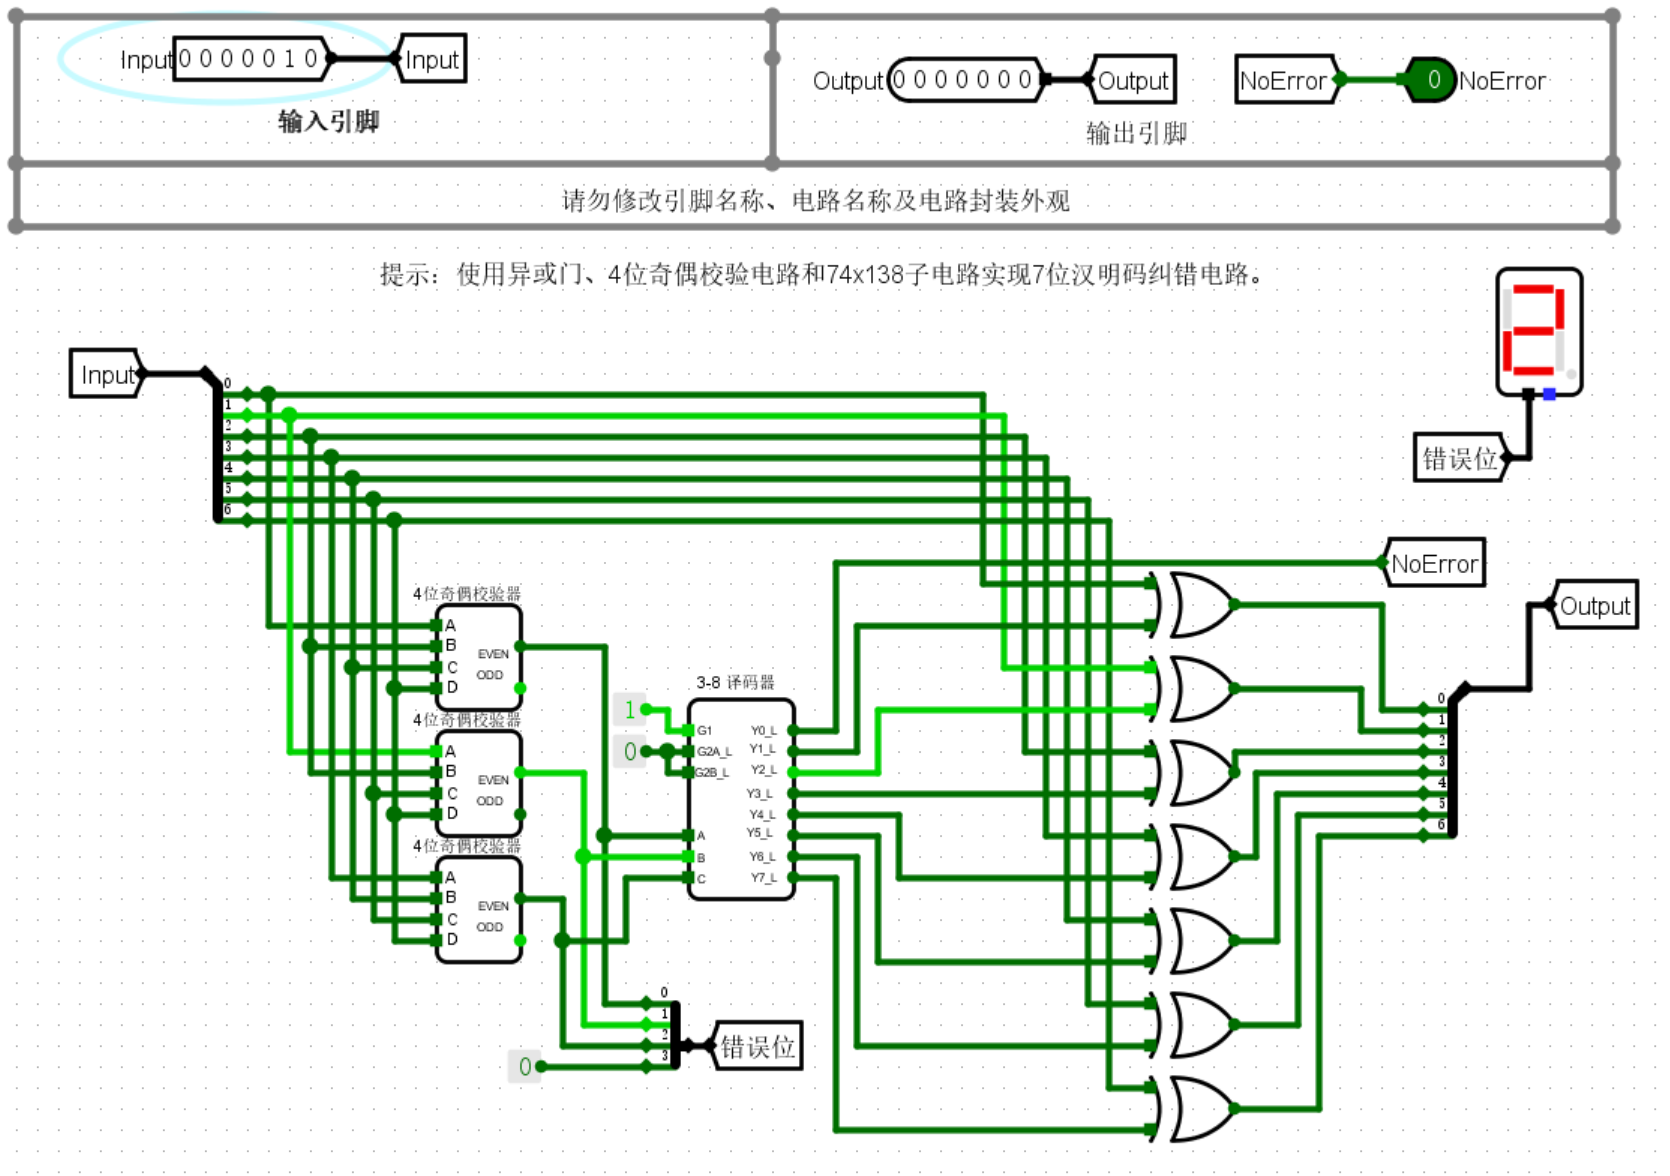 Input 0 0 0 0 0 1 0 Input
输入引脚
Output 0 0 0 0 0 0 0 Output
NoError 0 NoError
输出引脚
请勿修改引脚名称、电路名称及电路封装外观
提示：使用异或门、4位奇偶校验电路和74x138子电路实现7位汉明码纠错电路。
错误位
Input
0
1
2
3
4
5
6
4位奇偶校验器
A
B
C
D
EVEN
ODD
4位奇偶校验器
A
B
C
D
EVEN
ODD
4位奇偶校验器
A
B
C
D
EVEN
ODD
1
0
3-8 译码器
G1
G2A_L
G2B_L
A
B
C
Y0_L
Y1_L
Y2_L
Y3_L
Y4_L
Y5_L
Y6_L
Y7_L
0
0
1
2
3
错误位
NoError
Output
0
1
2
3
4
5
6